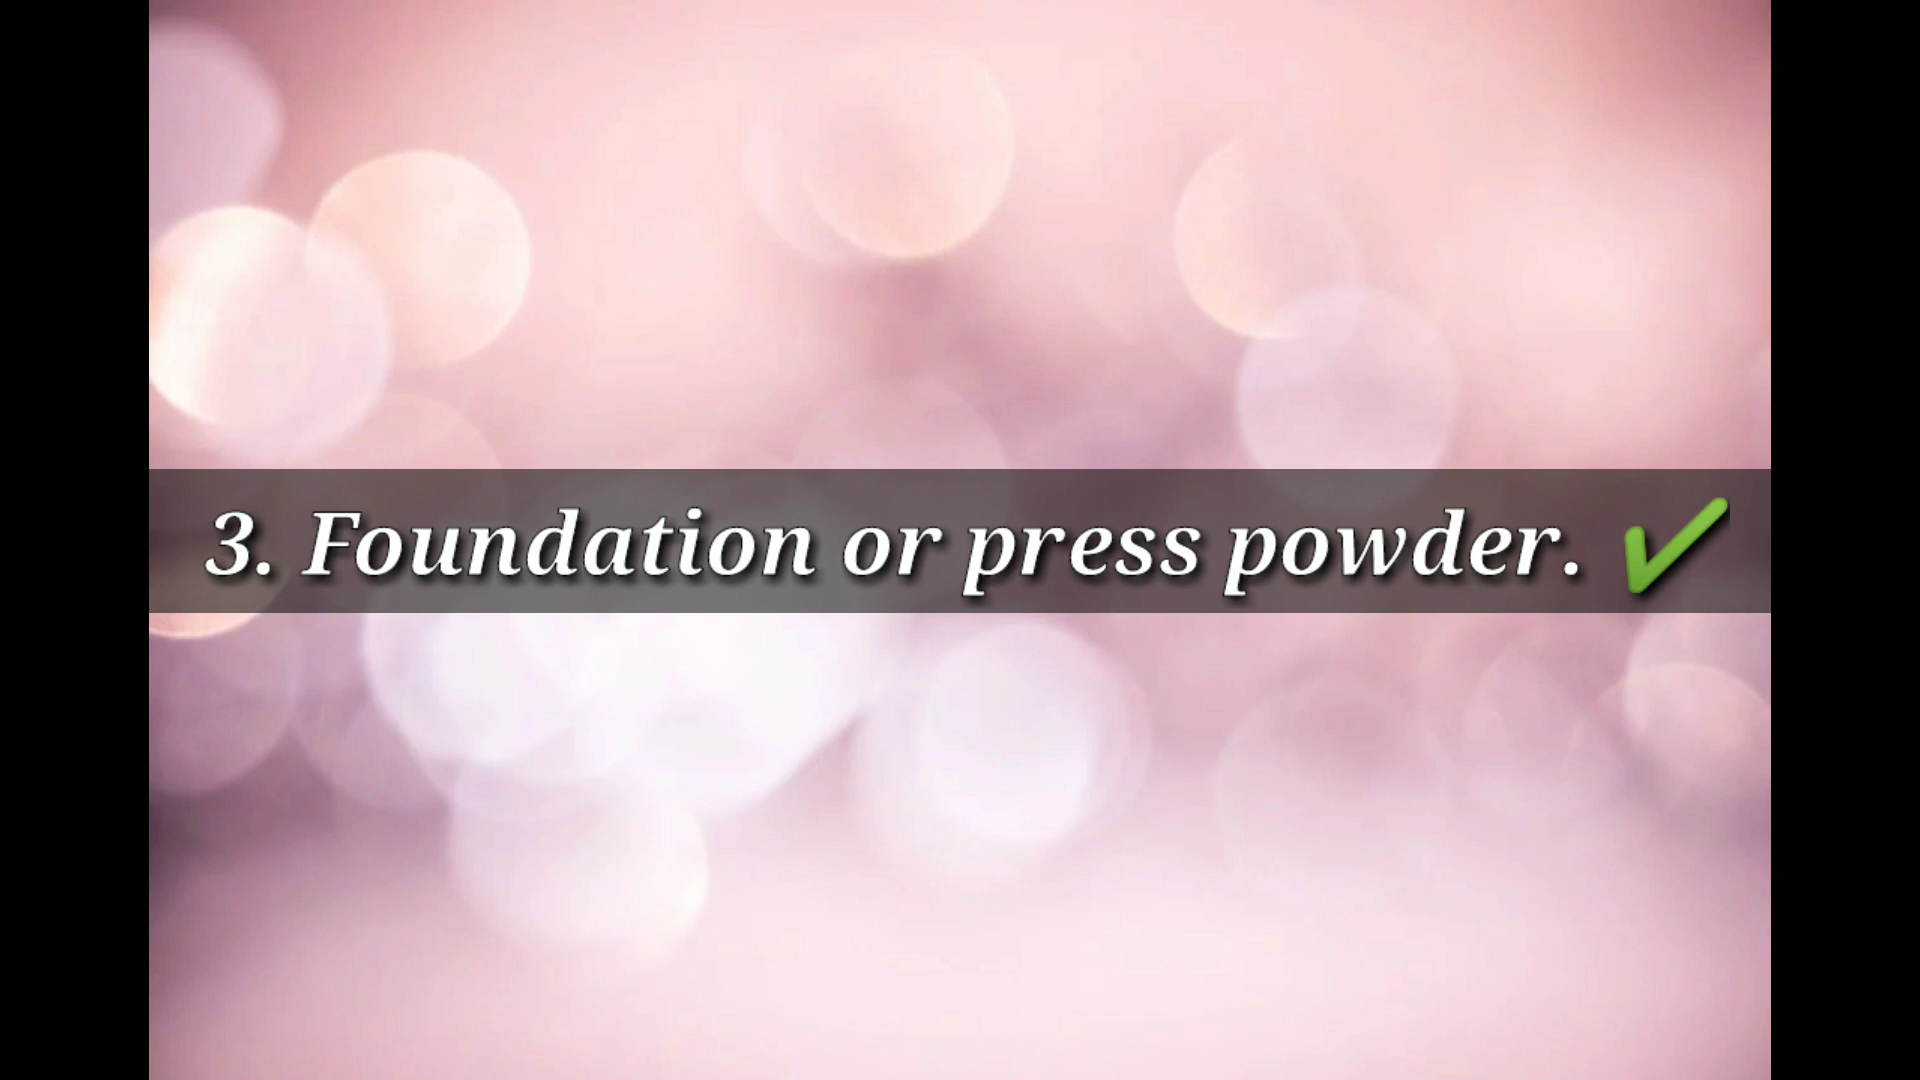 3. Foundation or press powder. ✔